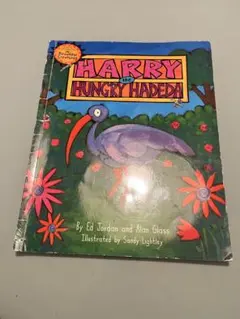 HARRY
THE
HUNGRY HADEDA
By Ed Jordan and Alan Glass
Illustrated by Sandy Lightley